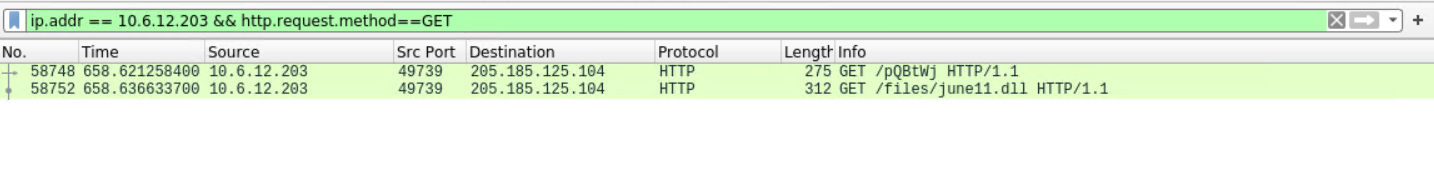 ip.addr == 10.6.12.203 && http.request.method==GET
No. Time Source Src Port Destination Protocol Length Info
58748 658.621258400 10.6.12.203 49739 205.185.125.104 HTTP 275 GET /pQBtWj HTTP/1.1
58752 658.636633700 10.6.12.203 49739 205.185.125.104 HTTP 312 GET /files/june11.dll HTTP/1.1